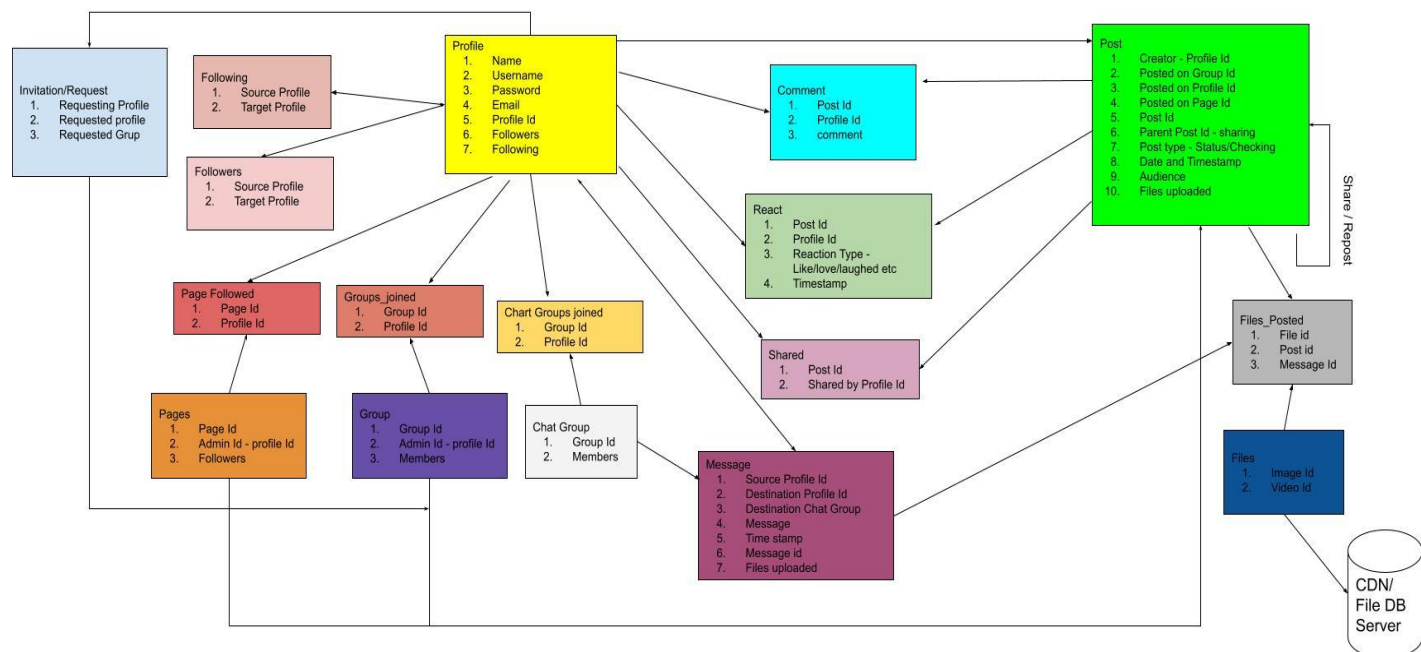 Invitation/Request
1. Requesting Profile
2. Requested profile
3. Requested Grup
Following
1. Source Profile
2. Target Profile
Followers
1. Source Profile
2. Target Profile
Profile
1. Name
2. Username
3. Password
4. Email
5. Profile Id
6. Followers
7. Following
Comment
1. Post Id
2. Profile Id
3. comment
Post
1. Creator - Profile Id
2. Posted on Group Id
3. Posted on Profile Id
4. Posted on Page Id
5. Post Id
6. Parent Post Id - sharing
7. Post type - Status/Checking
8. Date and Timestamp
9. Audience
10. Files uploaded
Share / Repost
React
1. Post Id
2. Profile Id
3. Reaction Type -
Like/love/laughed etc
4. Timestamp
Page Followed
1. Page Id
2. Profile Id
Groups_joined
1. Group Id
2. Profile Id
Chart Groups joined
1. Group Id
2. Profile Id
Shared
1. Post Id
2. Shared by Profile Id
Files_Posted
1. File id
2. Post id
3. Message Id
Pages
1. Page Id
2. Admin Id - profile Id
3. Followers
Group
1. Group Id
2. Admin Id - profile Id
3. Members
Chat Group
1. Group Id
2. Members
Message
1. Source Profile Id
2. Destination Profile Id
3. Destination Chat Group
4. Message
5. Time stamp
6. Message id
7. Files uploaded
Files
1. Image Id
2. Video Id
CDN/
File DB
Server